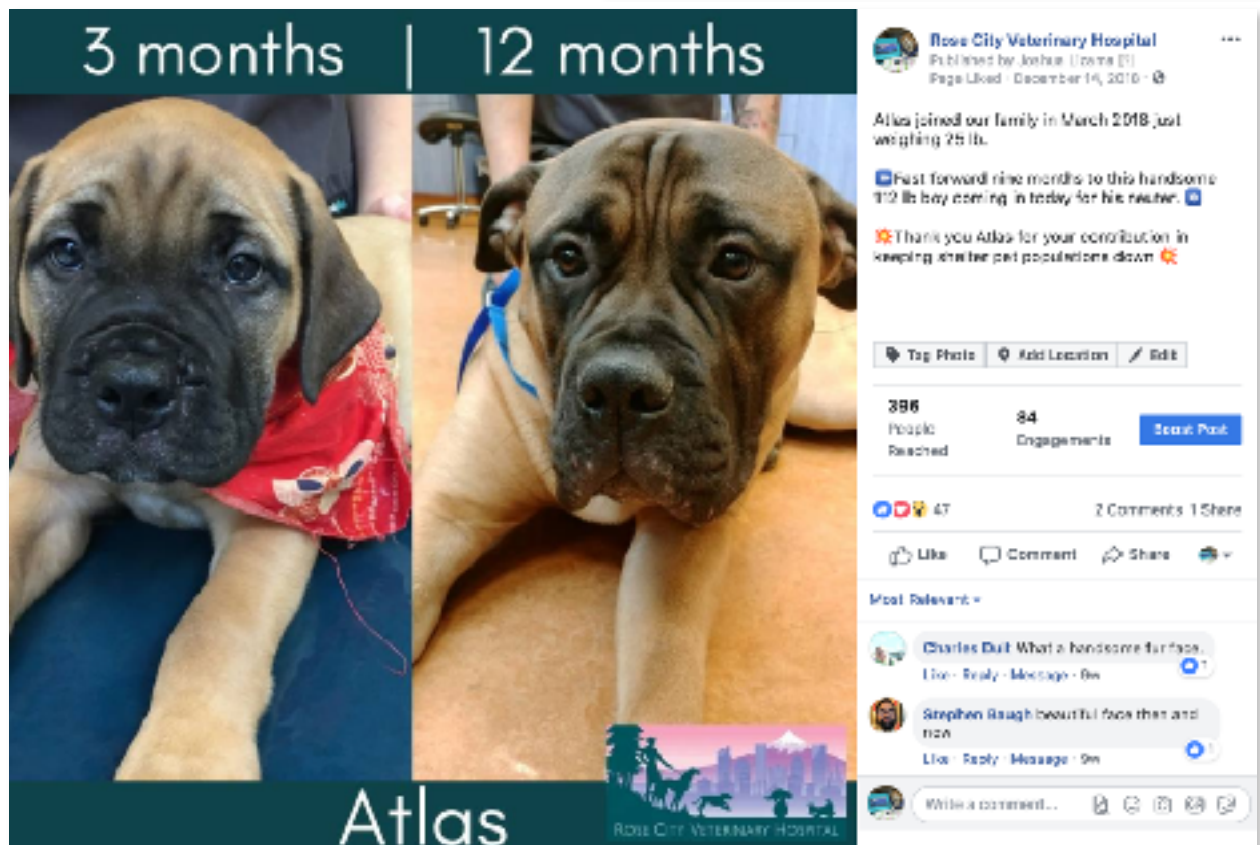 3 months | 12 months
Atlas
ROSE CITY VETERINARY HOSPITAL
Rose City Veterinary Hospital
Published by Joshua
Page Liked · December 14, 2018 ·
Atlas joined our family in March 2018 just
weighing 25 lb.
Fast forward nine months to this handsome
112 lb boy coming in today for his neuter.
Thank you Atlas for your contribution in
keeping shelter pet populations down
Tag Photo Add Location Edit
396
People
Reached
84
Engagements
Boost Post
47 2 Comments 1 Share
Like Comment Share
Most Relevant
Charles What a handsome fur face.
1
Like · Reply · Message · 9w
Stephen Baugh beautiful face then and
now
1
Like · Reply · Message · 9w
Write a comment...